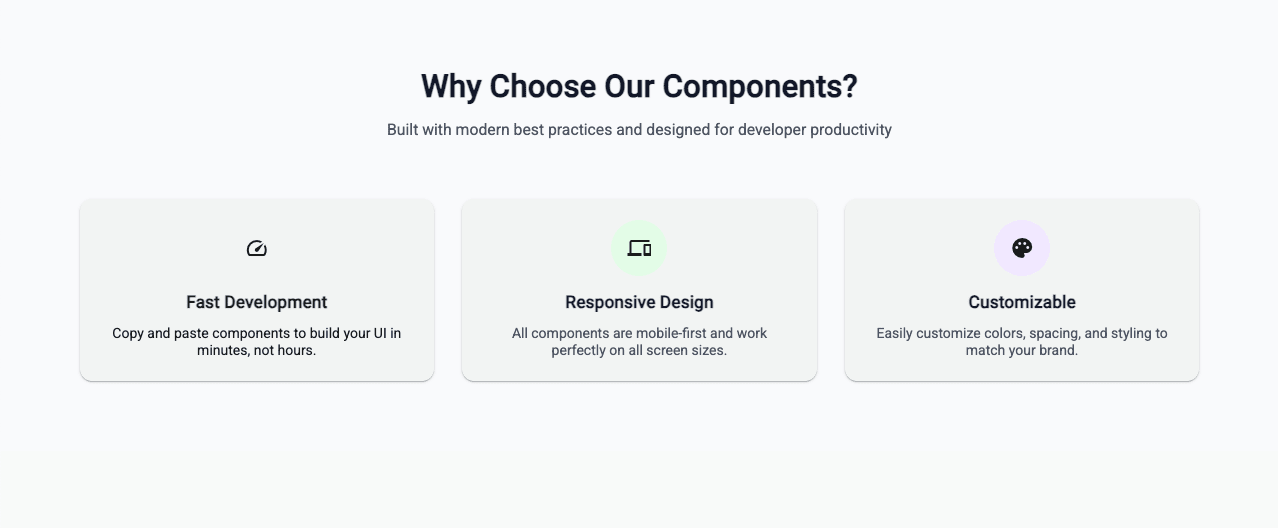 Why Choose Our Components?
Built with modern best practices and designed for developer productivity
Fast Development
Copy and paste components to build your UI in
minutes, not hours.
Responsive Design
All components are mobile-first and work
perfectly on all screen sizes.
Customizable
Easily customize colors, spacing, and styling to
match your brand.